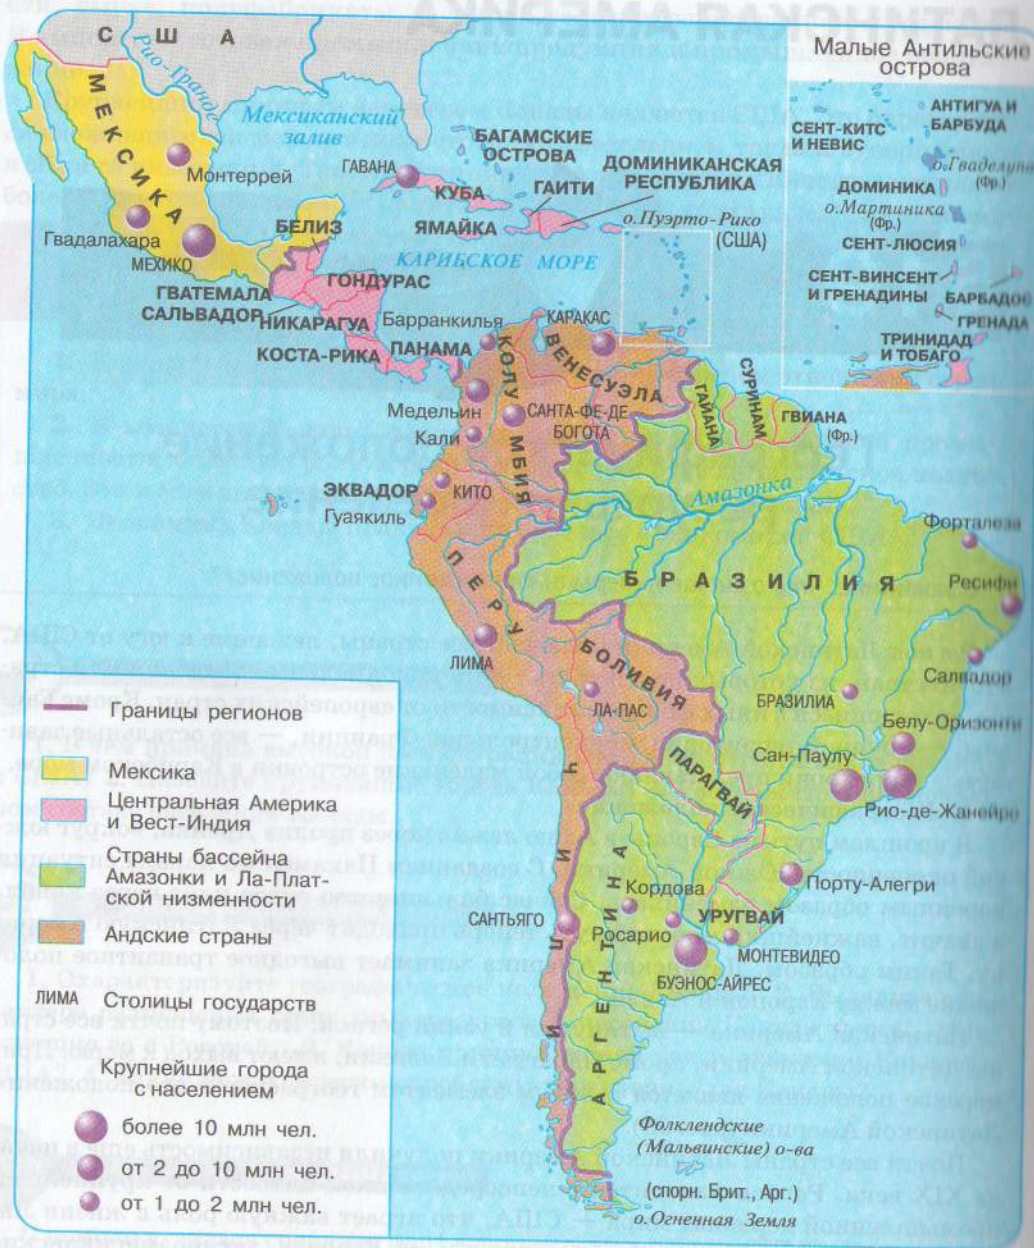 ЛАТИНСКАЯ АМЕРИКА
США
Рио-Гранде
МЕКСИКА
Мексиканский
залив
Монтеррей
Гвадалахара
МЕХИКО
ГАВАНА
БАГАМСКИЕ
ОСТРОВА
КУБА
ГАИТИ
ДОМИНИКАНСКАЯ
РЕСПУБЛИКА
ЯМАЙКА
о.Пуэрто-Рико
(США)
БЕЛИЗ
КАРИБСКОЕ МОРЕ
ГОНДУРАС
ГВАТЕМАЛА
САЛЬВАДОР
НИКАРАГУА
КОСТА-РИКА
ПАНАМА
Малые Антильские
острова
АНТИГУА И
БАРБУДА
СЕНТ-КИТС
И НЕВИС
о.Гваделупа
(Фр.)
ДОМИНИКА
о.Мартиника
(Фр.)
СЕНТ-ЛЮСИЯ
СЕНТ-ВИНСЕНТ
И ГРЕНАДИНЫ
БАРБАДОС
ГРЕНАДА
ТРИНИДАД
И ТОБАГО
Барранкилья
КАРАКАС
ВЕНЕСУЭЛА
КОЛУМБИЯ
Медельин
Кали
САНТА-ФЕ-ДЕ
БОГОТА
ГАЙАНА
СУРИНАМ
ГВИАНА
(Фр.)
ЭКВАДОР
КИТО
Гуаякиль
Амазонка
Форталеза
Ресифи
БРАЗИЛИЯ
ПЕРУ
ЛИМА
БОЛИВИЯ
ЛА-ПАС
БРАЗИЛИА
Салвадор
Белу-Оризонти
Сан-Паулу
Рио-де-Жанейро
ПАРАГВАЙ
ЧИЛИ
Порту-Алегри
Кордова
САНТЬЯГО
Росарио
УРУГВАЙ
МОНТЕВИДЕО
БУЭНОС-АЙРЕС
АРГЕНТИНА
Фолклендские
(Мальвинские) о-ва
(спорн. Брит., Арг.)
о.Огненная Земля
Границы регионов
Мексика
Центральная Америка
и Вест-Индия
Страны бассейна
Амазонки и Ла-Плат-
ской низменности
Андские страны
ЛИМА Столицы государств
Крупнейшие города
с населением
более 10 млн чел.
от 2 до 10 млн чел.
от 1 до 2 млн чел.